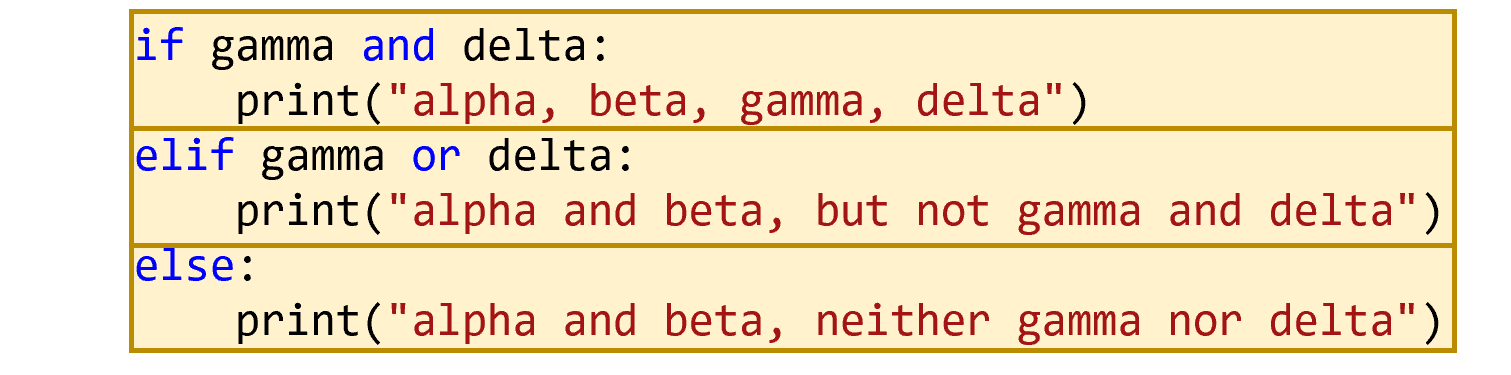 if gamma and delta:
    print("alpha, beta, gamma, delta")
elif gamma or delta:
    print("alpha and beta, but not gamma and delta")
else:
    print("alpha and beta, neither gamma nor delta")